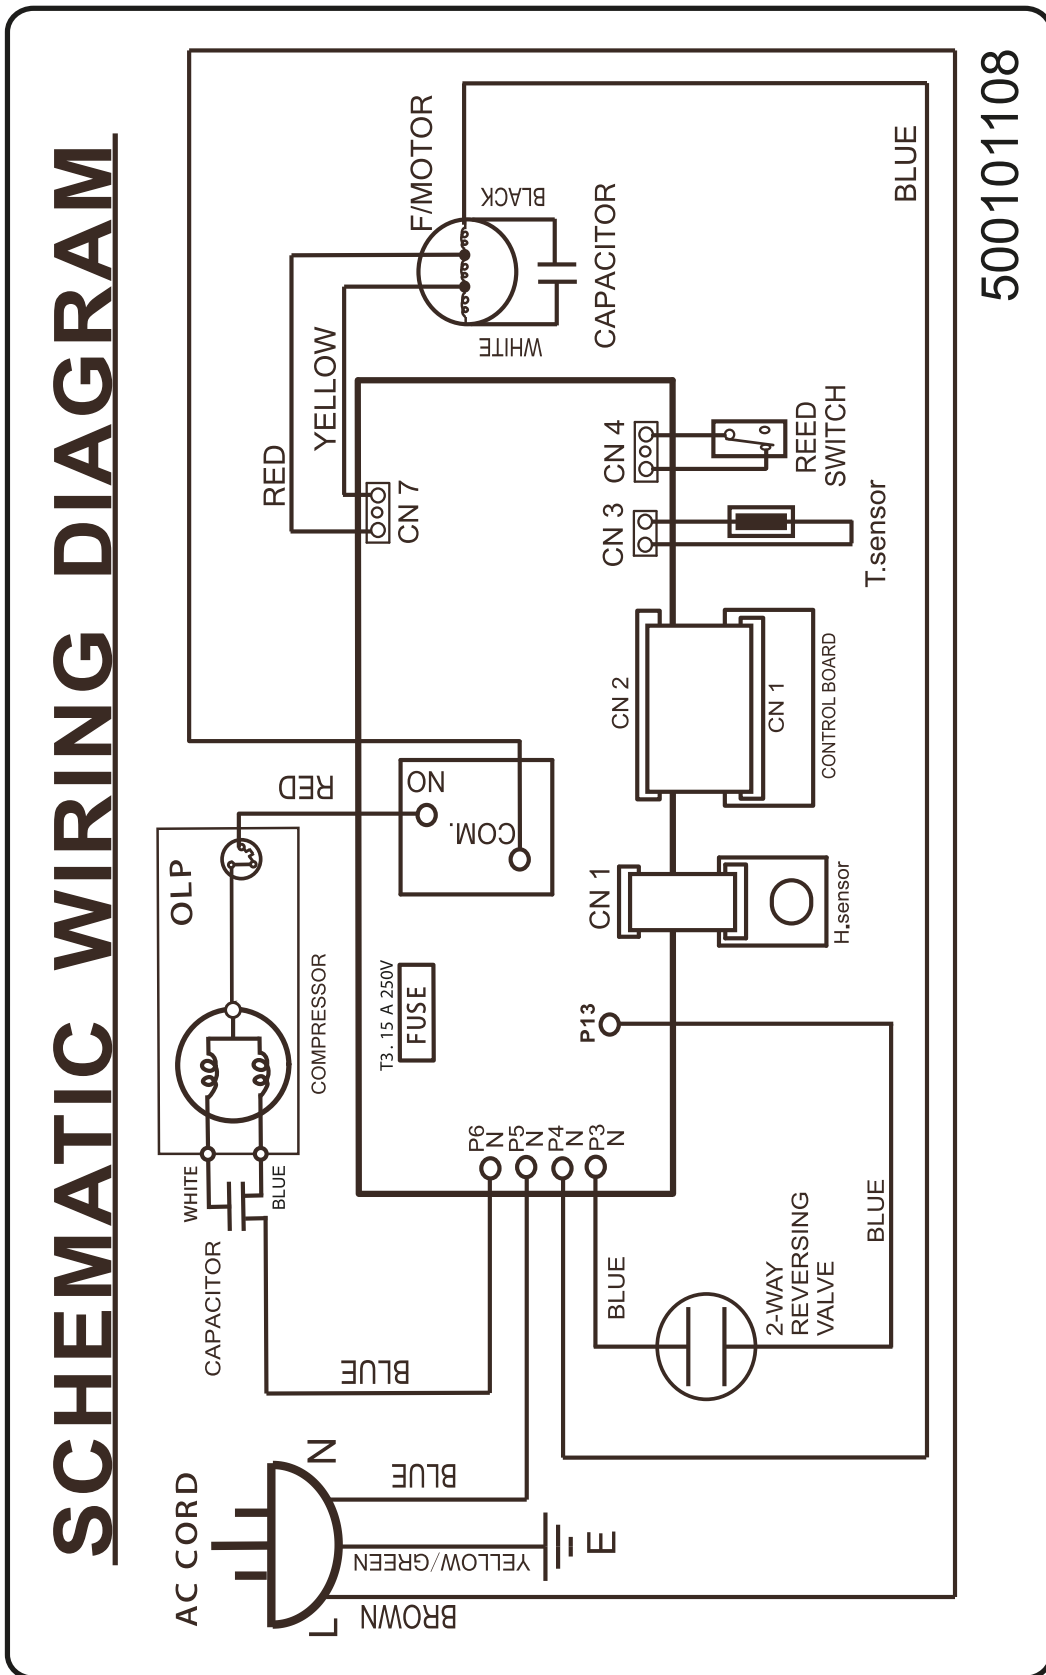 SCHEMATIC WIRING DIAGRAM
AC CORD
L
N
BROWN
YELLOW/GREEN
BLUE
E
BLUE
CAPACITOR
WHITE
BLUE
COMPRESSOR
OLP
RED
NO
COM.
T3. 15 A 250V
FUSE
P6
N
P5
N
P4
N
P3
N
P13
BLUE
2-WAY
REVERSING
VALVE
BLUE
CN 1
H.sensor
CN 2
CN 1
CONTROL BOARD
CN 3
T.sensor
CN 4
REED
SWITCH
CN 7
RED
YELLOW
F/MOTOR
WHITE
BLACK
CAPACITOR
BLUE
500101108